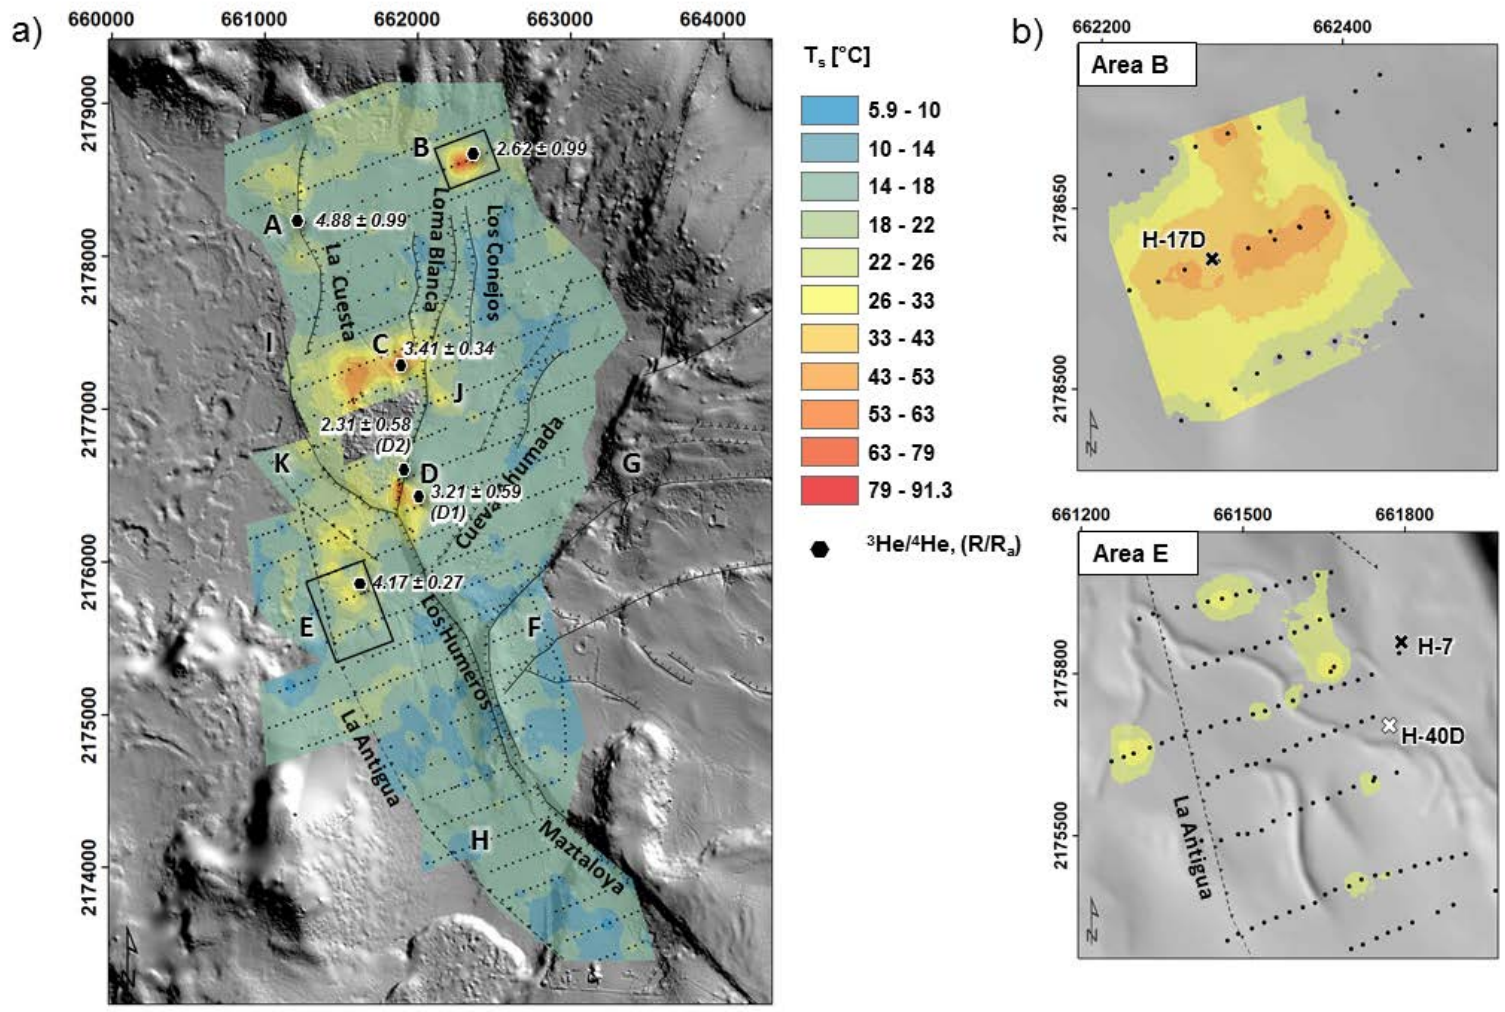 a)
660000 661000 662000 663000 664000
2179000
2178000
2177000
2176000
2175000
2174000
B
2.62 ± 0.99
A
4.88 ± 0.99
La Cuesta
Loma Blanca
Los Conejos
I
C
3.41 ± 0.34
J
2.31 ± 0.58
(D2)
K
D
G
3.21 ± 0.59
(D1)
Cueva Ahumada
4.17 ± 0.27
E
Los Humeros
F
La Antigua
H
Maztaloya
N
Ts [°C]
5.9 - 10
10 - 14
14 - 18
18 - 22
22 - 26
26 - 33
33 - 43
43 - 53
53 - 63
63 - 79
79 - 91.3
³He/⁴He, (R/Ra)
b)
662200 662400
Area B
2178650
2178500
H-17D
N
661200 661500 661800
Area E
2175800
2175500
H-7
H-40D
La Antigua
N